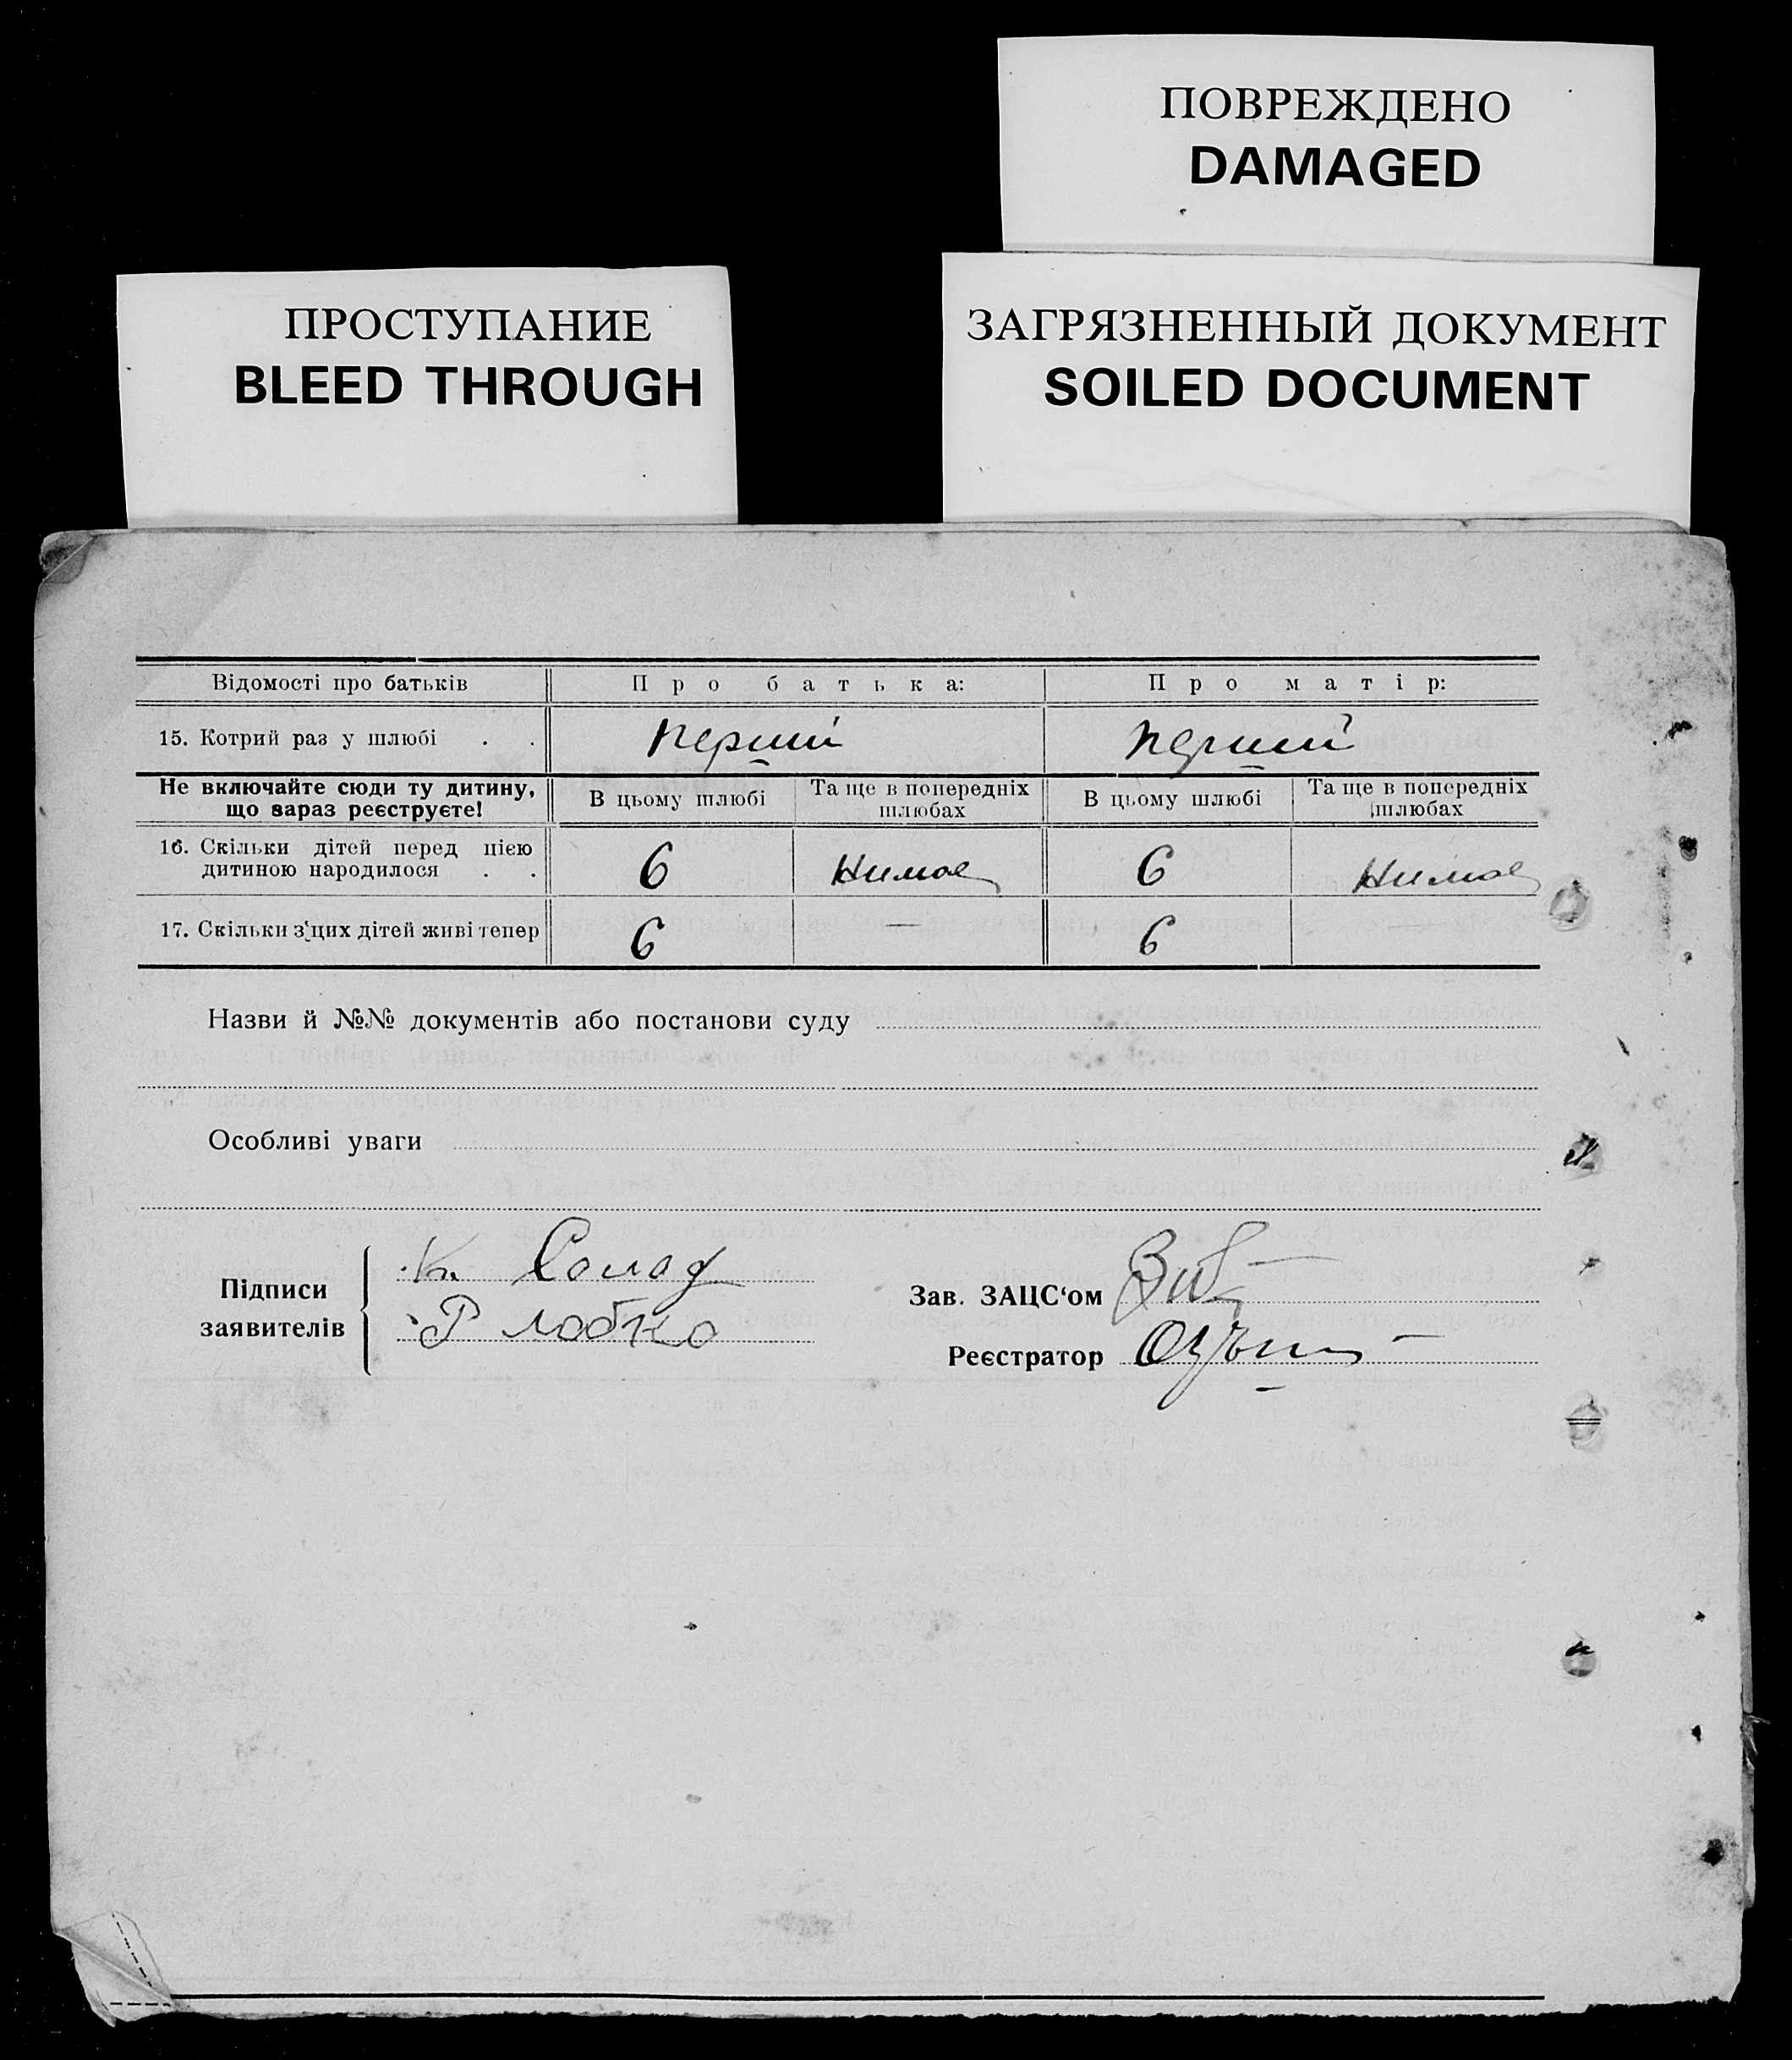 ПОВРЕЖДЕНО
DAMAGED
ПРОСТУПАНИЕ
BLEED THROUGH
ЗАГРЯЗНЕННЫЙ ДОКУМЕНТ
SOILED DOCUMENT
Відомості про батьків Про батька: Про матір:
15. Котрий раз у шлюбі . . перший перший
Не включайте сюди ту дитину, що зараз реєструєте! В цьому шлюбі Та ще в попередніх шлюбах В цьому шлюбі Та ще в попередніх шлюбах
16. Скільки дітей перед цією дитиною народилося . . 6 Нимае 6 Нимае
17. Скільки з цих дітей живі тепер 6 — 6 —
Назви й №№ документів або постанови суду
Особливі уваги
Підписи заявителів
Зав. ЗАЦС‘ом
Реєстратор